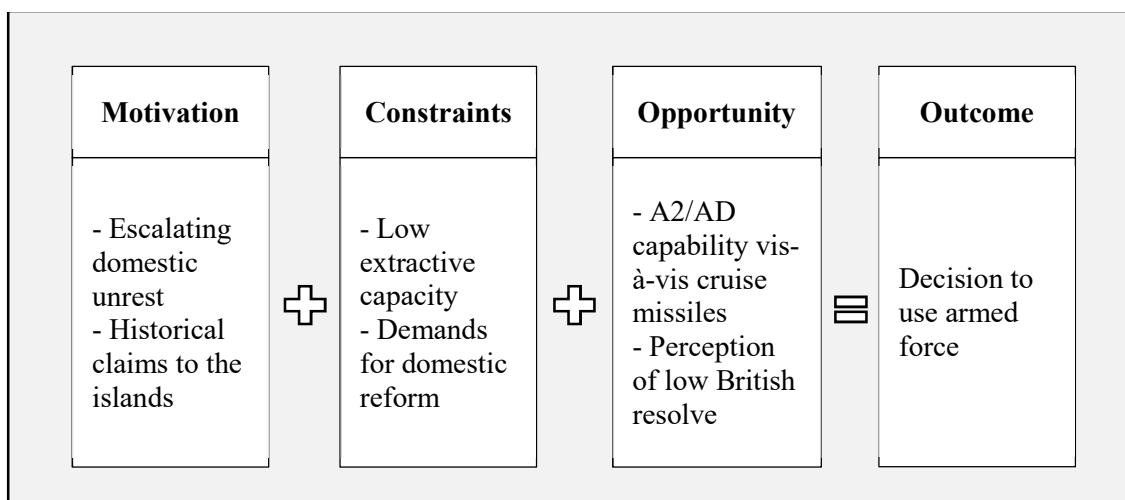 Motivation
Constraints
Opportunity
Outcome
- Escalating
domestic
unrest
- Historical
claims to the
islands
- Low
extractive
capacity
- Demands
for domestic
reform
- A2/AD
capability vis-
à-vis cruise
missiles
- Perception
of low British
resolve
Decision to
use armed
force